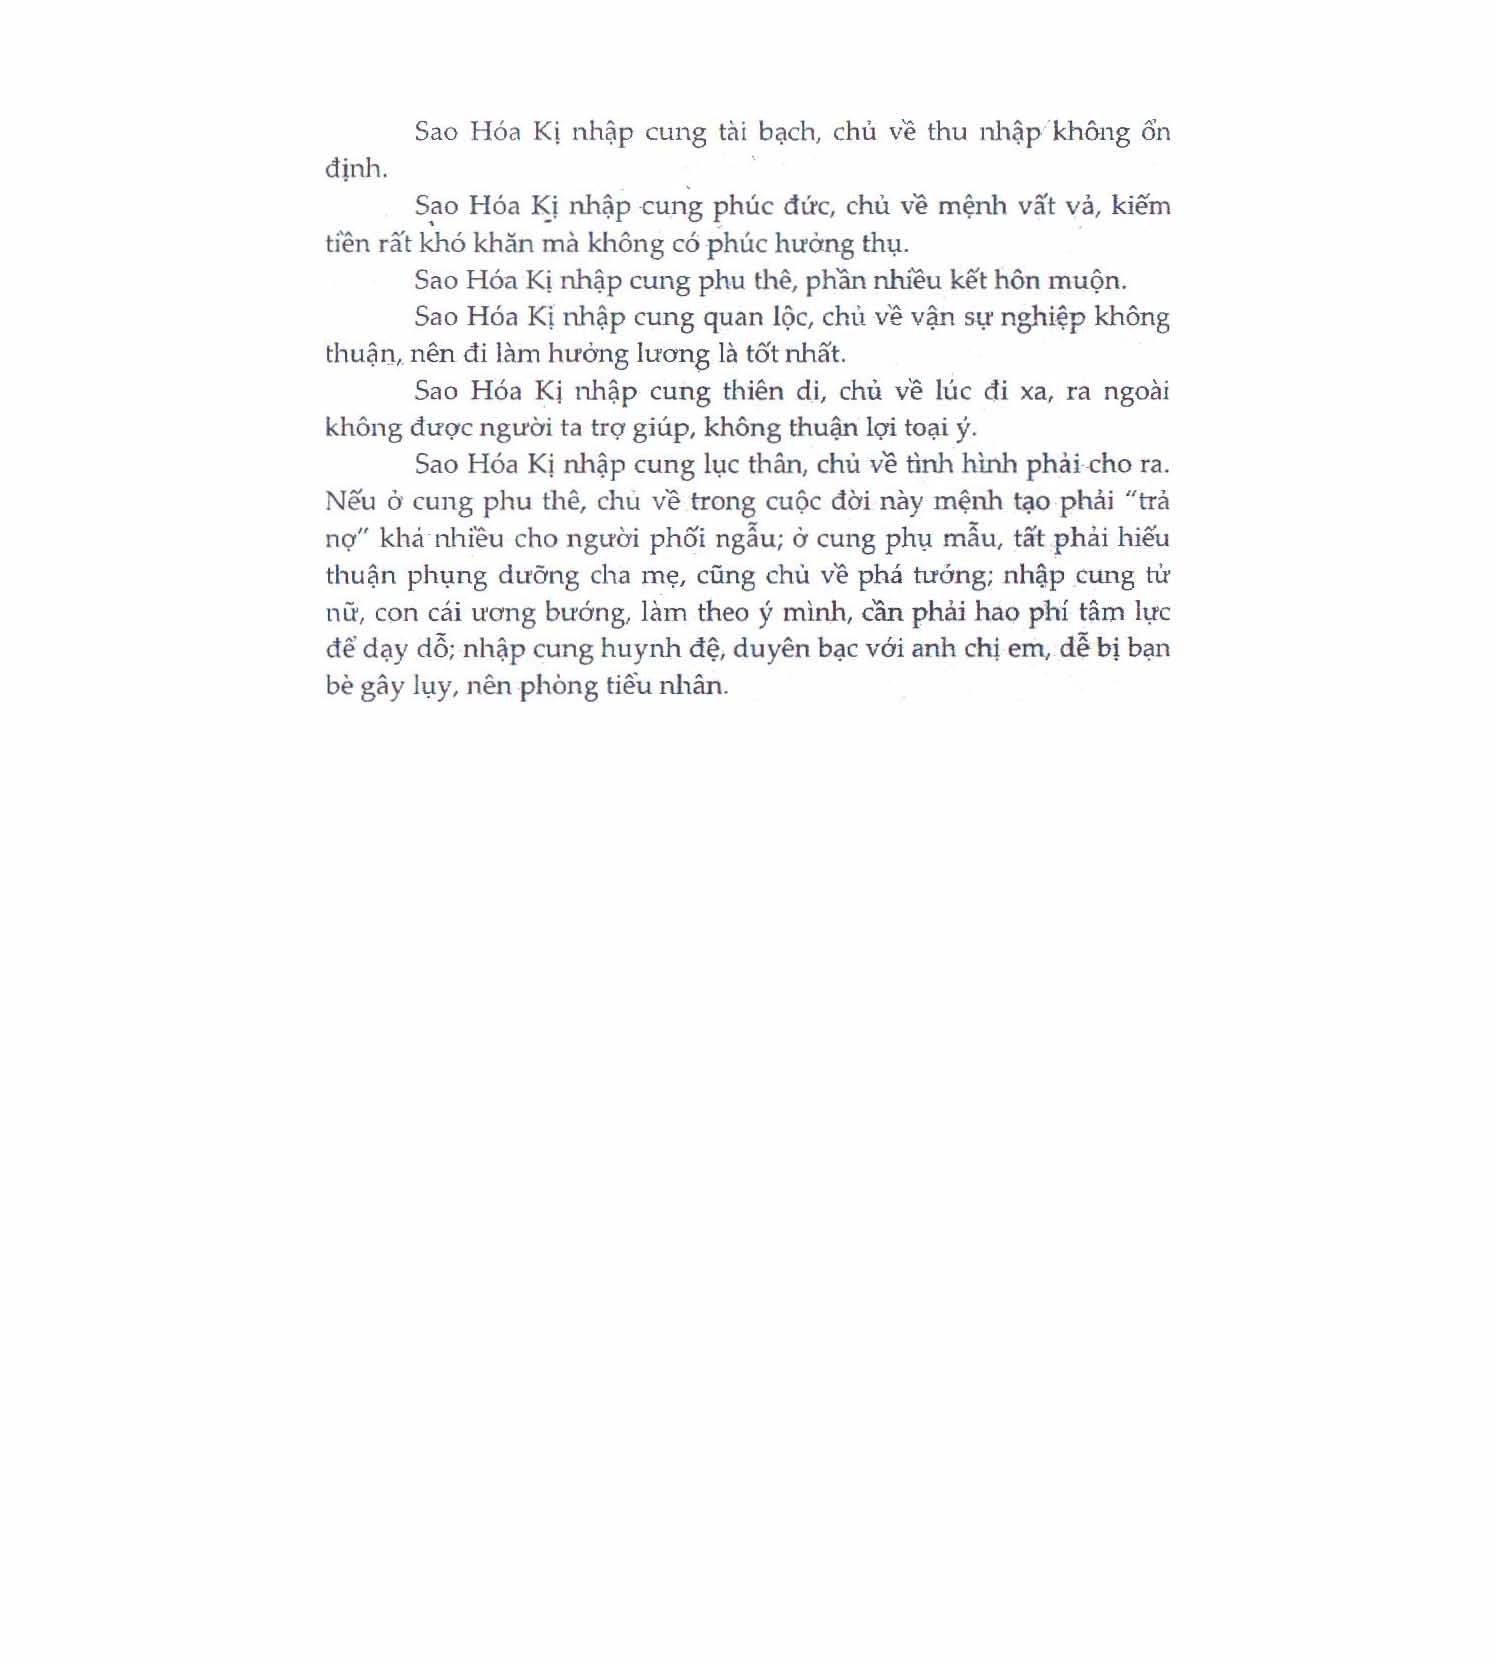 Sao Hóa Kị nhập cung tài bạch, chủ về thu nhập không ổn
định.
Sao Hóa Kị nhập cung phúc đức, chủ về mệnh vất vả, kiếm
tiền rất khó khăn mà không có phúc hưởng thụ.
Sao Hóa Kị nhập cung phu thê, phần nhiều kết hôn muộn.
Sao Hóa Kị nhập cung quan lộc, chủ về vận sự nghiệp không
thuận, nên đi làm hưởng lương là tốt nhất.
Sao Hóa Kị nhập cung thiên di, chủ về lúc đi xa, ra ngoài
không được người ta trợ giúp, không thuận lợi toại ý.
Sao Hóa Kị nhập cung lục thân, chủ về tình hình phải cho ra.
Nếu ở cung phu thê, chủ về trong cuộc đời này mệnh tạo phải “trả
nợ” khá nhiều cho người phối ngẫu; ở cung phụ mẫu, tất phải hiếu
thuận phụng dưỡng cha mẹ, cũng chủ về phá tướng; nhập cung tử
nữ, con cái ương bướng, làm theo ý mình, cần phải hao phí tâm lực
để dạy dỗ; nhập cung huynh đệ, duyên bạc với anh chị em, dễ bị bạn
bè gây lụy, nên phòng tiểu nhân.